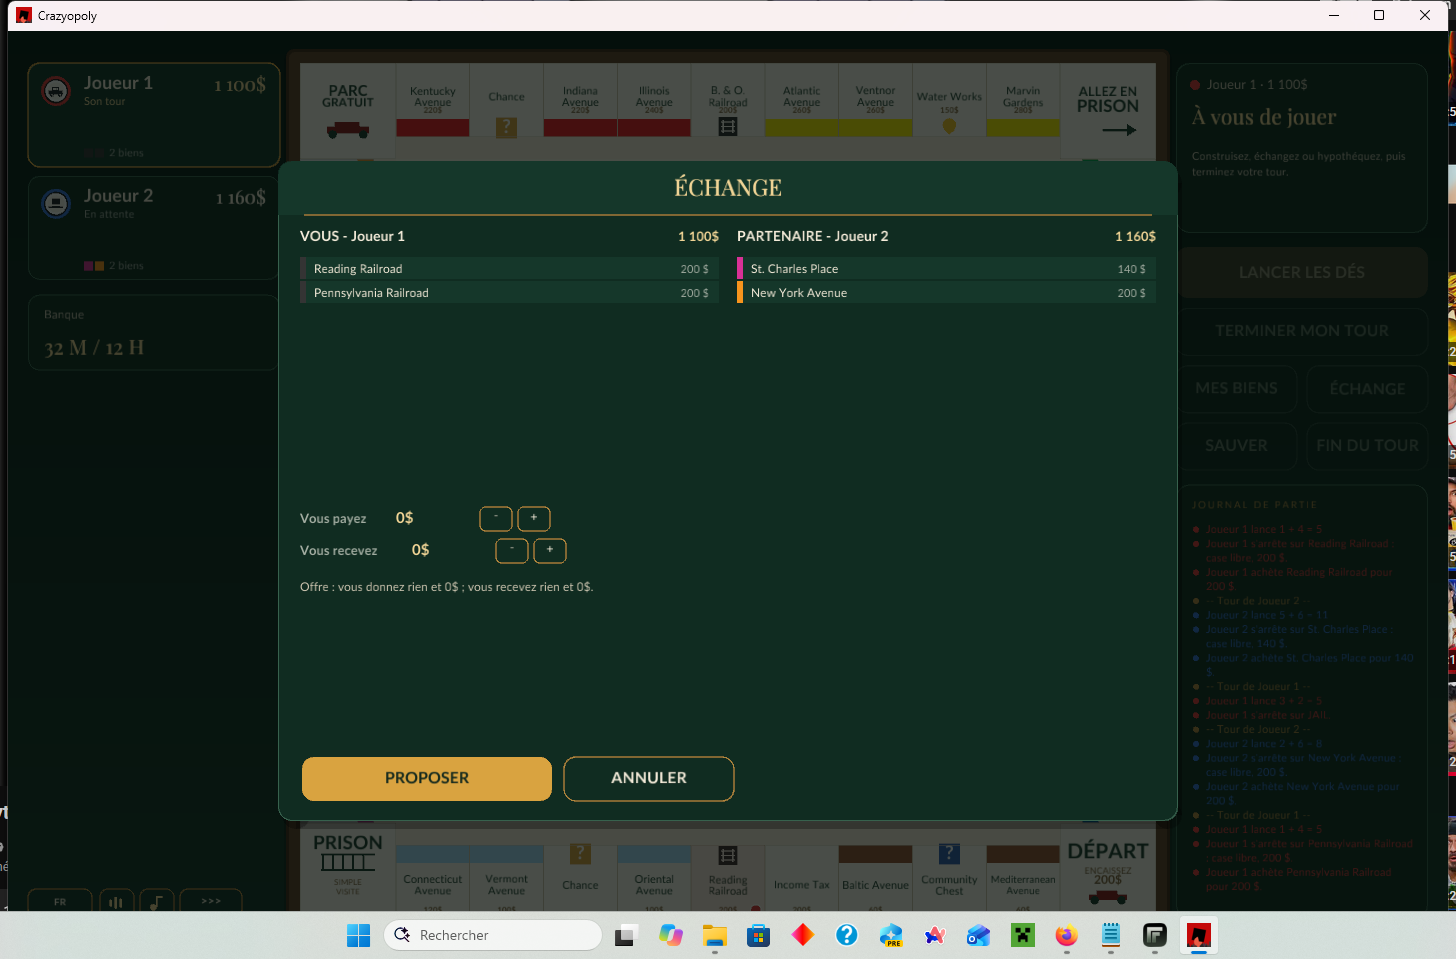 Crazyopoly
Joueur 1
1 100$
Son tour
2 biens
Joueur 2
1 160$
En attente
2 biens
Banque
32 M / 12 H
FR
>>>
PARC
GRATUIT
Kentucky
Avenue
220$
Chance
?
Indiana
Avenue
220$
Illinois
Avenue
240$
B. & O.
Railroad
200$
Atlantic
Avenue
260$
Ventnor
Avenue
260$
Water Works
150$
Marvin
Gardens
280$
ALLEZ EN
PRISON
ÉCHANGE
VOUS - Joueur 1
1 100$
Reading Railroad
200 $
Pennsylvania Railroad
200 $
PARTENAIRE - Joueur 2
1 160$
St. Charles Place
140 $
New York Avenue
200 $
Vous payez
0$
-
+
Vous recevez
0$
-
+
Offre : vous donnez rien et 0$ ; vous recevez rien et 0$.
PROPOSER
ANNULER
PRISON
SIMPLE
VISITE
Connecticut
Avenue
120$
Vermont
Avenue
100$
?
Chance
Oriental
Avenue
100$
Reading
Railroad
200$
Income Tax
200$
Baltic Avenue
60$
?
Community
Chest
Mediterranean
Avenue
60$
DÉPART
ENCAISSEZ
200$
Joueur 1 · 1 100$
À vous de jouer
Construisez, échangez ou hypothéquez, puis
terminez votre tour.
LANCER LES DÉS
TERMINER MON TOUR
MES BIENS
ÉCHANGE
SAUVER
FIN DU TOUR
JOURNAL DE PARTIE
Joueur 1 lance 1 + 4 = 5
Joueur 1 s'arrête sur Reading Railroad :
case libre, 200 $.
Joueur 1 achète Reading Railroad pour
200 $.
-- Tour de Joueur 2 --
Joueur 2 lance 5 + 6 = 11
Joueur 2 s'arrête sur St. Charles Place :
case libre, 140 $.
Joueur 2 achète St. Charles Place pour 140
$.
-- Tour de Joueur 1 --
Joueur 1 lance 3 + 2 = 5
Joueur 1 s'arrête sur JAIL
-- Tour de Joueur 2 --
Joueur 2 lance 2 + 6 = 8
Joueur 2 s'arrête sur New York Avenue :
case libre, 200 $.
Joueur 2 achète New York Avenue pour
200 $.
-- Tour de Joueur 1 --
Joueur 1 lance 1 + 4 = 5
Joueur 1 s'arrête sur Pennsylvania Railroad
: case libre, 200 $.
Joueur 1 achète Pennsylvania Railroad
pour 200 $
Rechercher
PRE